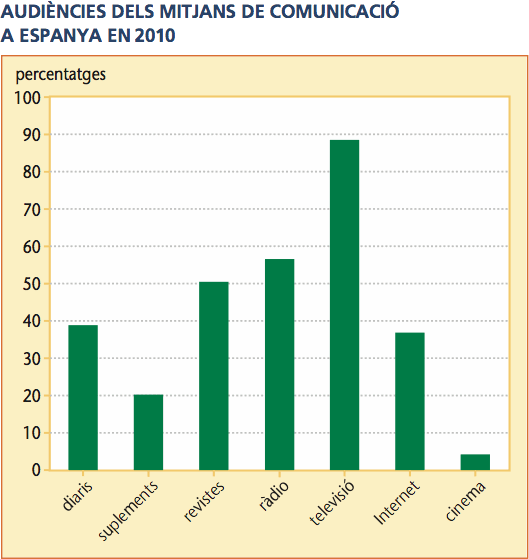 AUDIÈNCIES DELS MITJANS DE COMUNICACIÓ
A ESPANYA EN 2010
percentatges
100
90
80
70
60
50
40
30
20
10
0
diaris
suplements
revistes
ràdio
televisió
Internet
cinema